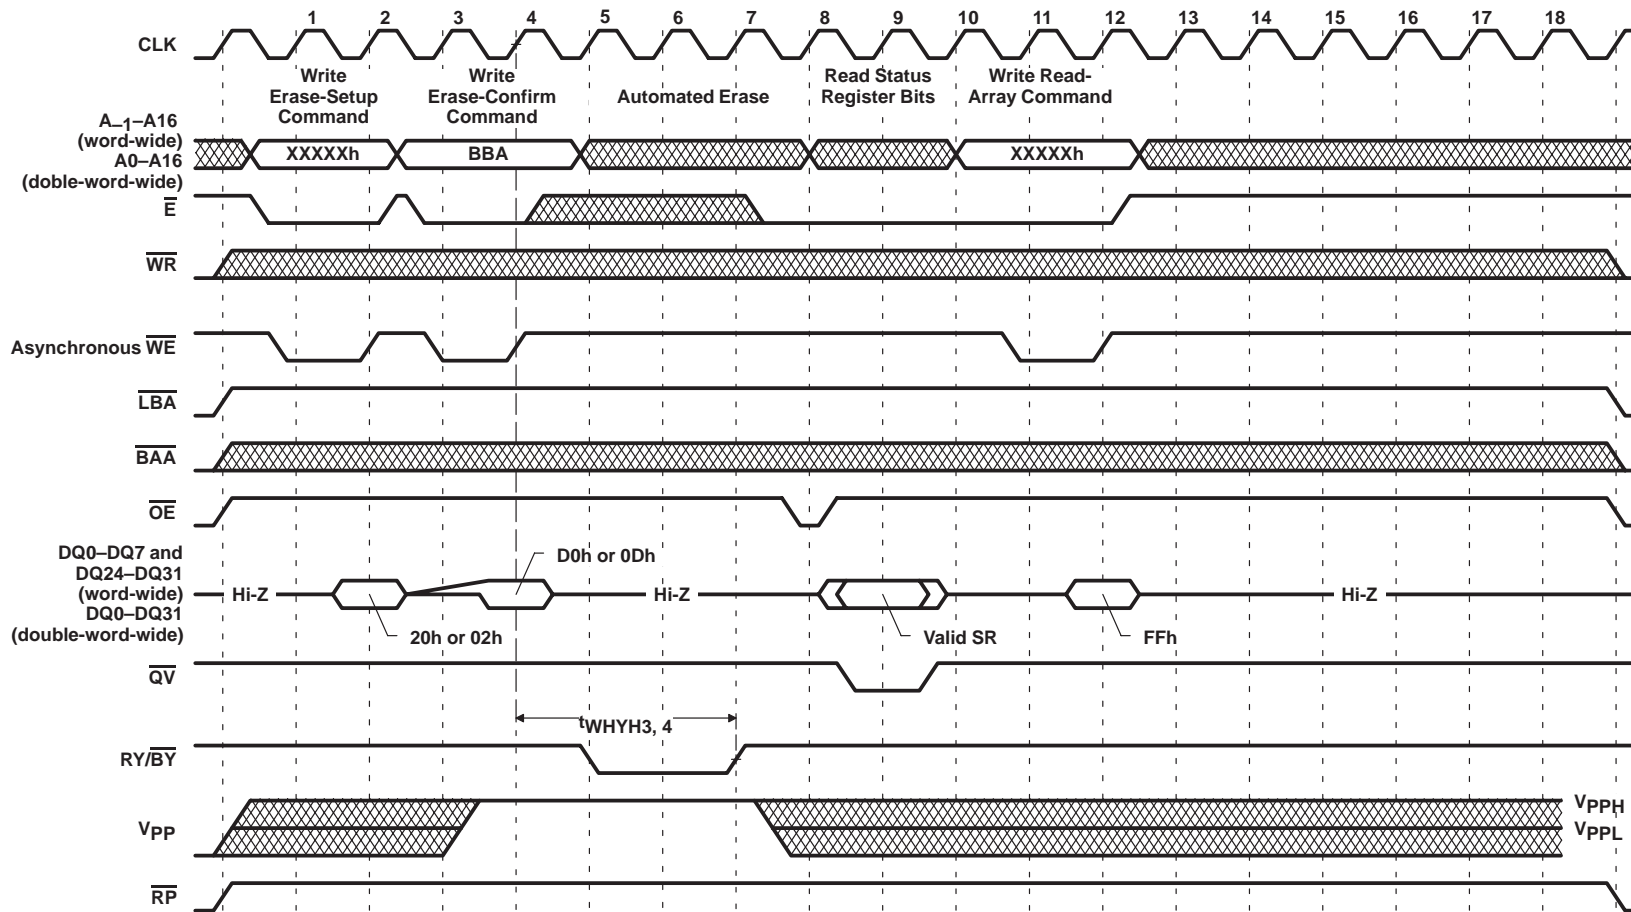 1 2 3 4 5 6 7 8 9 10 11 12 13 14 15 16 17 18
CLK
Write
Erase-Setup
Command
Write
Erase-Confirm
Command
Automated Erase
Read Status
Register Bits
Write Read-
Array Command
A–1–A16
(word-wide)
A0–A16
(doble-word-wide)
XXXXXh
BBA
XXXXXh
E
WR
Asynchronous WE
LBA
BAA
OE
DQ0–DQ7 and
DQ24–DQ31
(word-wide)
DQ0–DQ31
(double-word-wide)
Hi-Z
D0h or 0Dh
Hi-Z
Hi-Z
20h or 02h
Valid SR
FFh
QV
tWHYH3, 4
RY/BY
VPP
VPPH
VPPL
RP